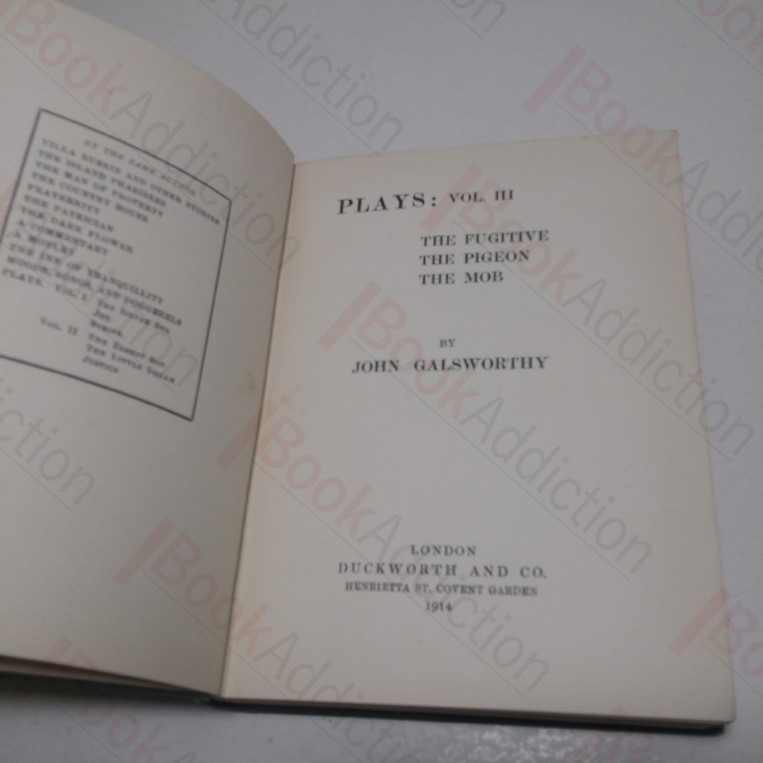 BY THE SAME AUTHOR
VILLA RUBEIN AND OTHER STORIES
THE ISLAND PHARISEES
THE MAN OF PROPERTY
THE COUNTRY HOUSE
FRATERNITY
THE PATRICIAN
THE DARK FLOWER
A COMMENTARY
A MOTLEY
THE INN OF TRANQUILLITY
MOODS, SONGS, AND DOGGERELS
PLAYS. VOL. I THE SILVER BOX
JOY
STRIFE
VOL. II THE ELDEST SON
THE LITTLE DREAM
JUSTICE
PLAYS: VOL. III
THE FUGITIVE
THE PIGEON
THE MOB
BY
JOHN GALSWORTHY
LONDON
DUCKWORTH AND CO.
HENRIETTA ST. COVENT GARDEN
1914
BookAddiction